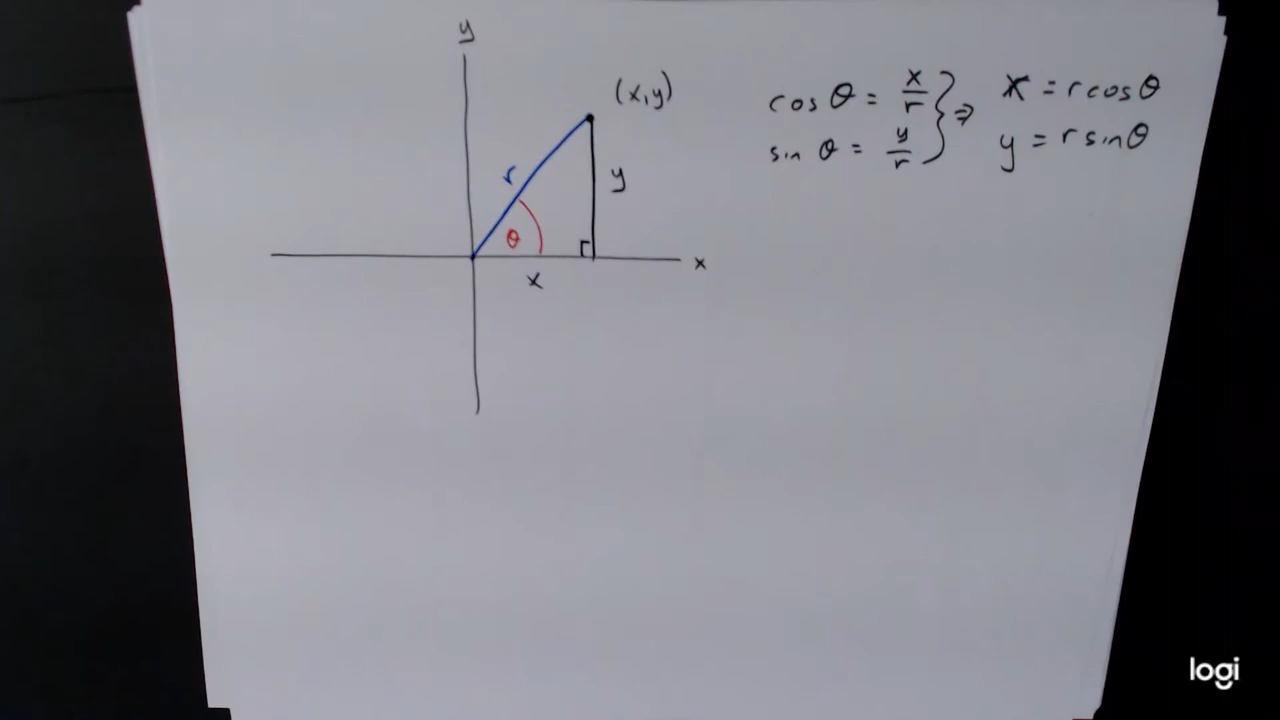 y
(x,y)
r
y
θ
x
x
cos θ = x/r } ⇒ x = r cos θ
sin θ = y/r } y = r sin θ
logi